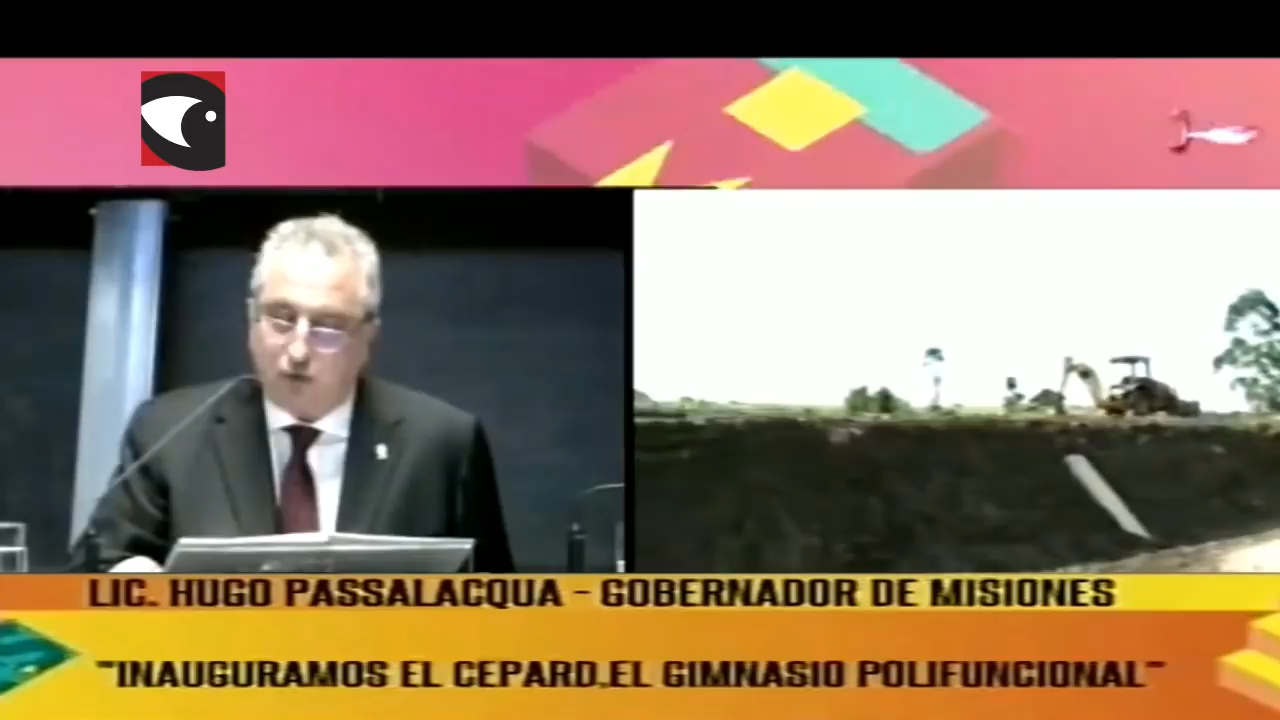 LIC. HUGO PASSALACQUA - GOBERNADOR DE MISIONES
"INAUGURAMOS EL CEPARD,EL GIMNASIO POLIFUNCIONAL"